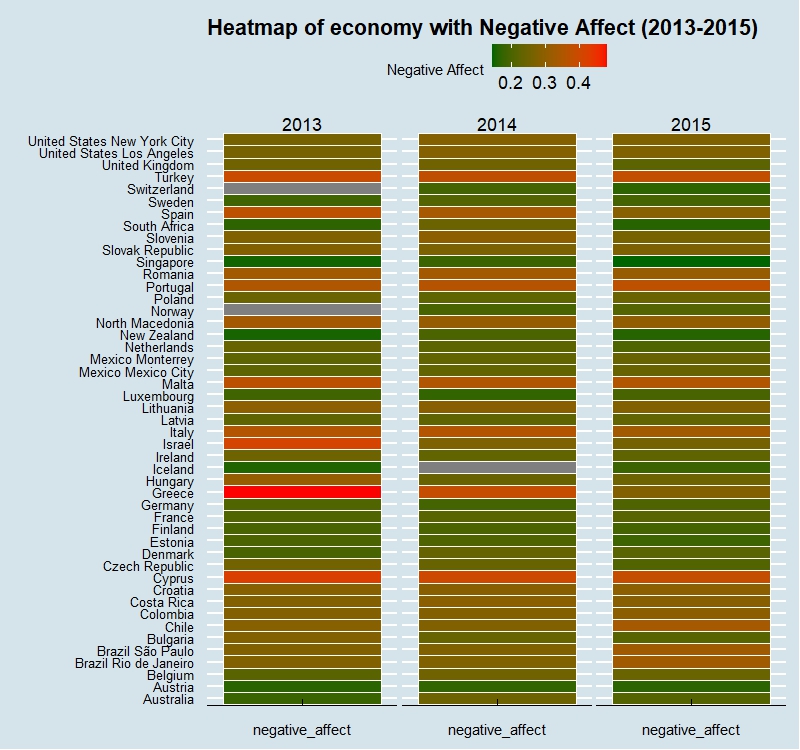 Heatmap of economy with Negative Affect (2013-2015)
Negative Affect
0.2 0.3 0.4
2013 2014 2015
United States New York City
United States Los Angeles
United Kingdom
Turkey
Switzerland
Sweden
Spain
South Africa
Slovenia
Slovak Republic
Singapore
Romania
Portugal
Poland
Norway
North Macedonia
New Zealand
Netherlands
Mexico Monterrey
Mexico Mexico City
Malta
Luxembourg
Lithuania
Latvia
Italy
Israel
Ireland
Iceland
Hungary
Greece
Germany
France
Finland
Estonia
Denmark
Czech Republic
Cyprus
Croatia
Costa Rica
Colombia
Chile
Bulgaria
Brazil São Paulo
Brazil Rio de Janeiro
Belgium
Austria
Australia
negative_affect negative_affect negative_affect